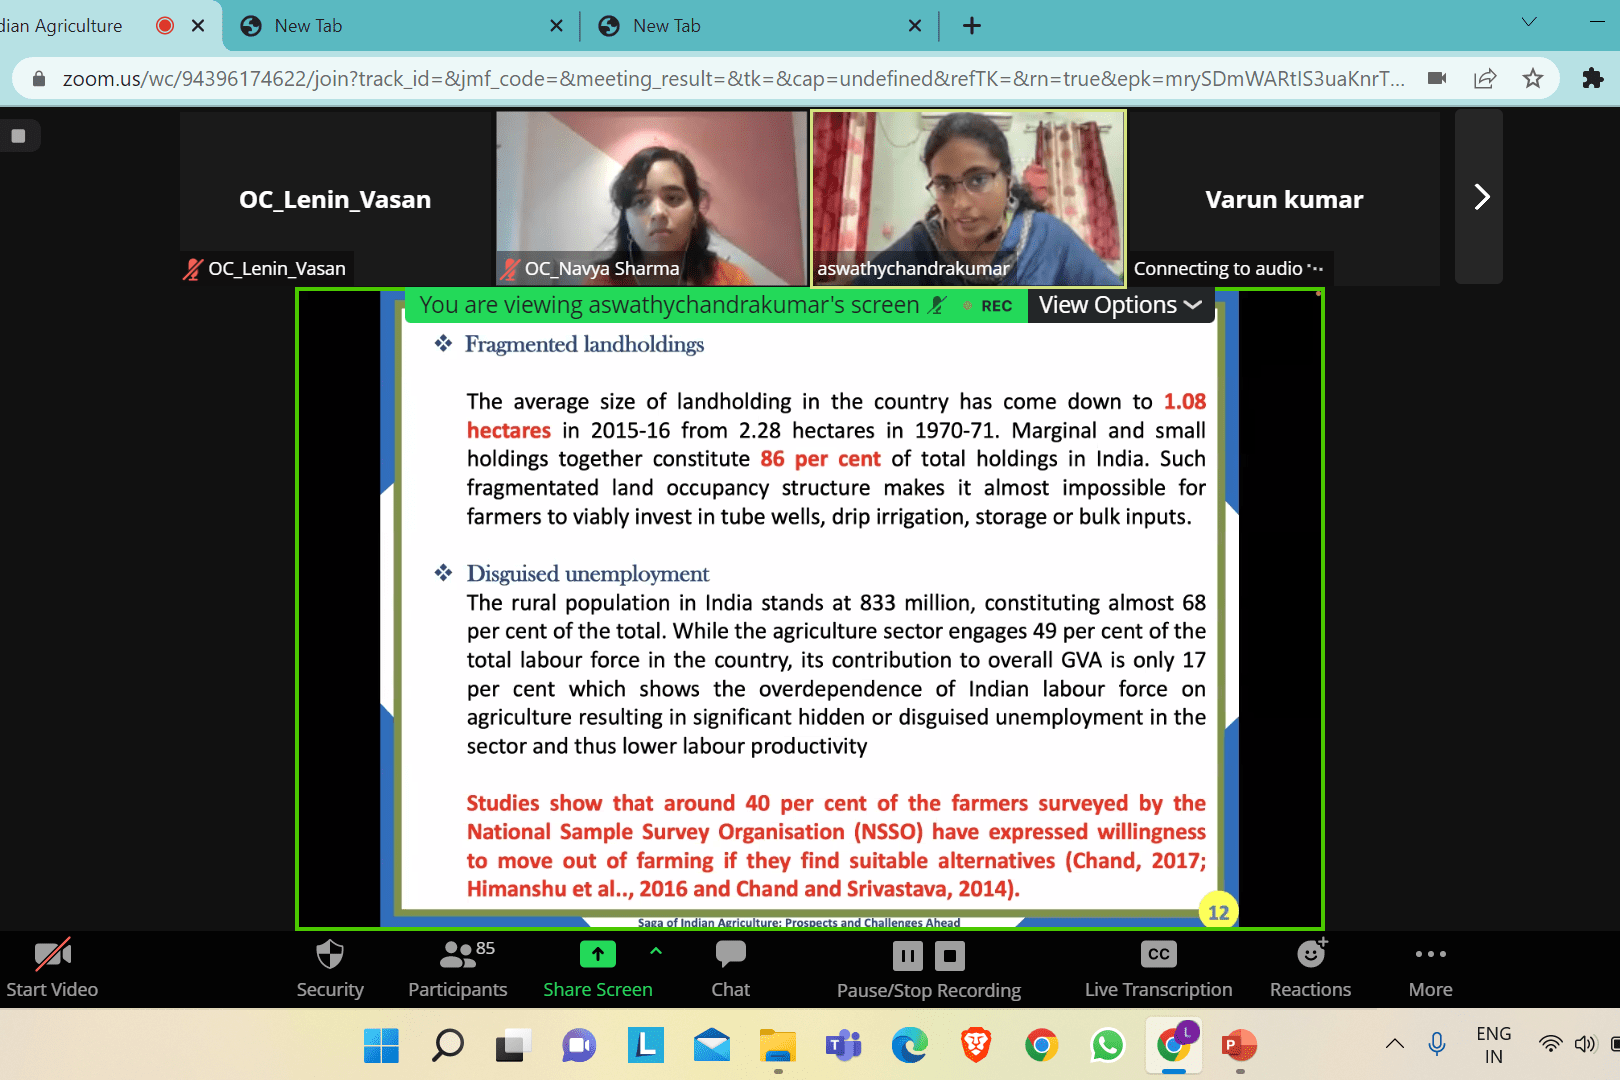 dian Agriculture
New Tab
New Tab
zoom.us/wc/94396174622/join?track_id=&jmf_code=&meeting_result=&tk=&cap=undefined&refTK=&rn=true&epk=mrySDmWARtIS3uaKnrT...
OC_Lenin_Vasan
Varun kumar
OC_Lenin_Vasan
OC_Navya Sharma
aswathychandrakumar
Connecting to audio ···
You are viewing aswathychandrakumar's screen
REC
View Options
❖ Fragmented landholdings
The average size of landholding in the country has come down to 1.08
hectares in 2015-16 from 2.28 hectares in 1970-71. Marginal and small
holdings together constitute 86 per cent of total holdings in India. Such
fragmentated land occupancy structure makes it almost impossible for
farmers to viably invest in tube wells, drip irrigation, storage or bulk inputs.
❖ Disguised unemployment
The rural population in India stands at 833 million, constituting almost 68
per cent of the total. While the agriculture sector engages 49 per cent of the
total labour force in the country, its contribution to overall GVA is only 17
per cent which shows the overdependence of Indian labour force on
agriculture resulting in significant hidden or disguised unemployment in the
sector and thus lower labour productivity
Studies show that around 40 per cent of the farmers surveyed by the
National Sample Survey Organisation (NSSO) have expressed willingness
to move out of farming if they find suitable alternatives (Chand, 2017;
Himanshu et al.., 2016 and Chand and Srivastava, 2014).
12
Saga of Indian Agriculture: Prospects and Challenges Ahead
85
CC
Start Video
Security
Participants
Share Screen
Chat
Pause/Stop Recording
Live Transcription
Reactions
More
L
T
L
P
ENG
IN